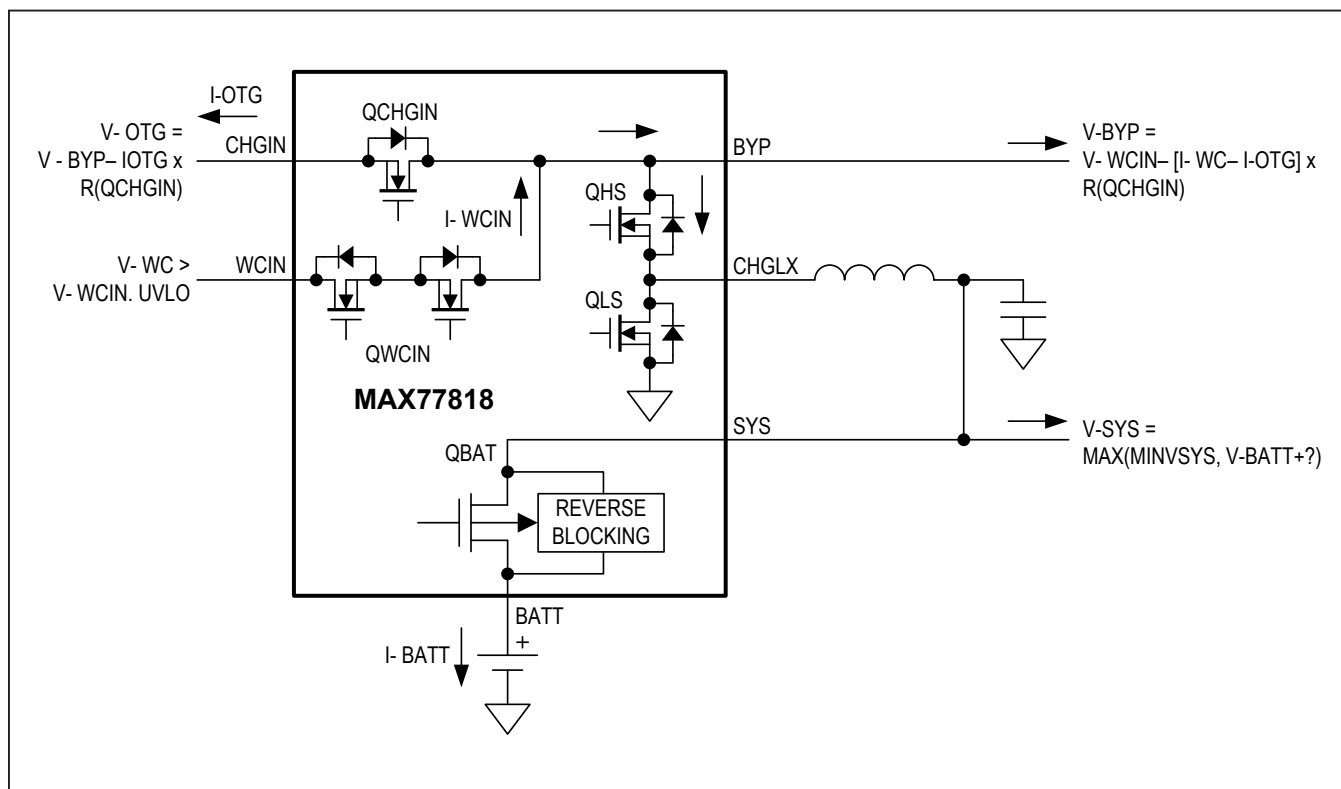 I-OTG
V- OTG =
V - BYP– IOTG x
R(QCHGIN)
CHGIN
QCHGIN
BYP
V-BYP =
V- WCIN– [I- WC– I-OTG] x
R(QCHGIN)
QHS
I- WCIN
V- WC >
V- WCIN. UVLO
WCIN
CHGLX
QLS
QWCIN
MAX77818
SYS
V-SYS =
MAX(MINVSYS, V-BATT+?)
QBAT
REVERSE
BLOCKING
BATT
+
I- BATT